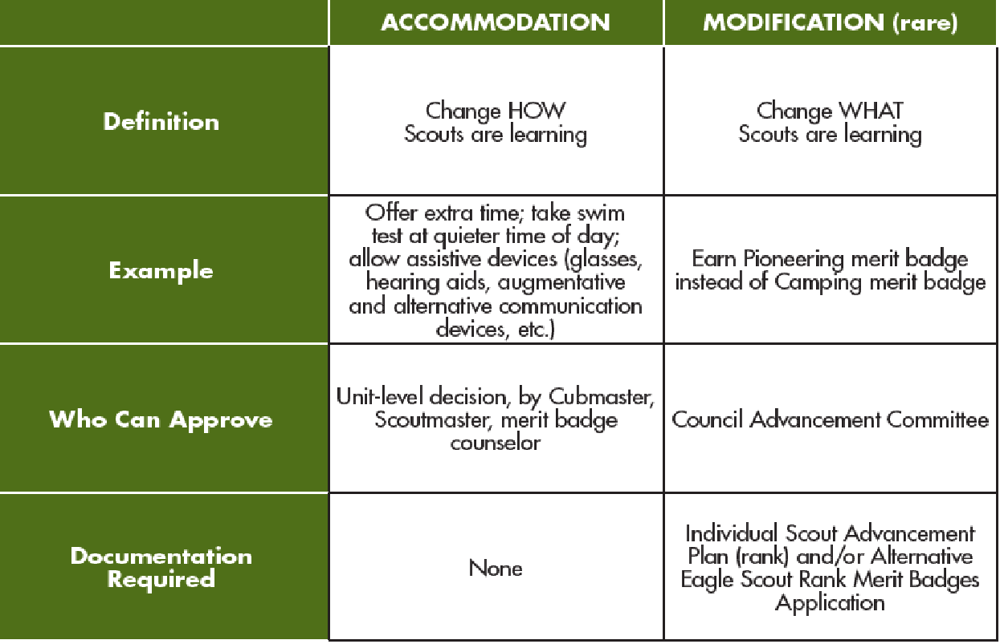 ACCOMMODATION
MODIFICATION (rare)
Definition
Change HOW
Scouts are learning
Change WHAT
Scouts are learning
Example
Offer extra time; take swim
test at quieter time of day;
allow assistive devices (glasses,
hearing aids, augmentative
and alternative communication
devices, etc.)
Earn Pioneering merit badge
instead of Camping merit badge
Who Can Approve
Unit-level decision, by Cubmaster,
Scoutmaster, merit badge
counselor
Council Advancement Committee
Documentation
Required
None
Individual Scout Advancement
Plan (rank) and/or Alternative
Eagle Scout Rank Merit Badges
Application